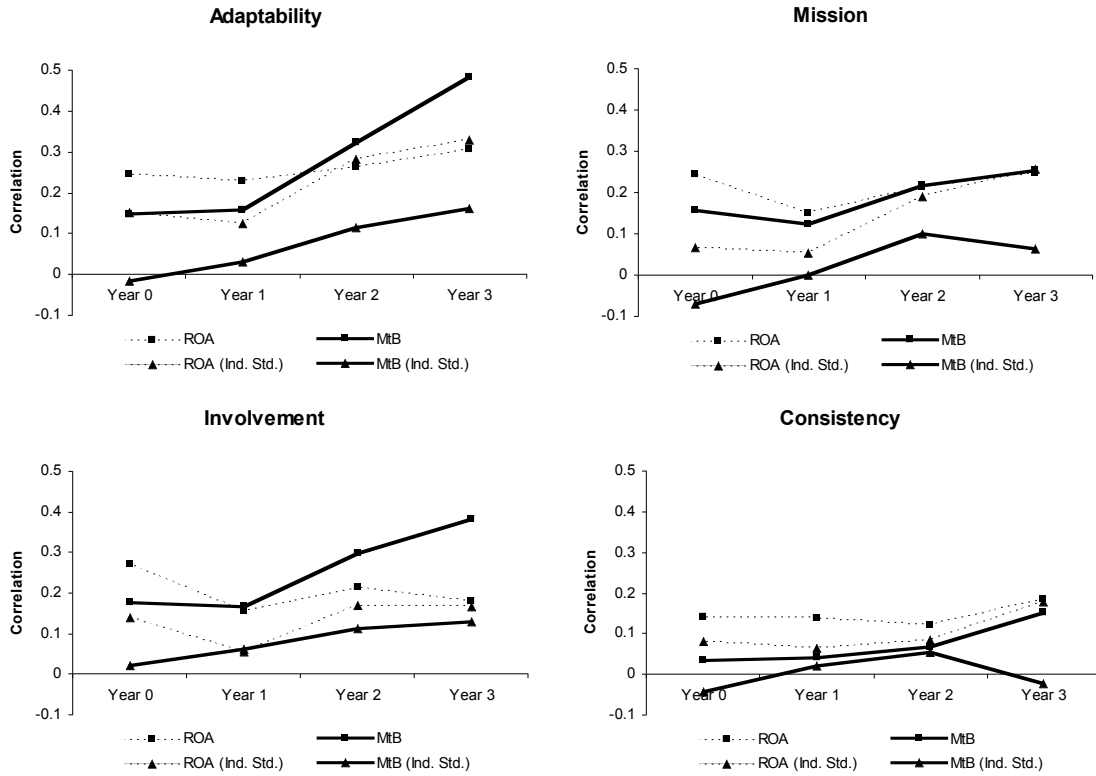 Adaptability
0.5
0.4
0.3
0.2
0.1
0
-0.1
Correlation
Year 0 Year 1 Year 2 Year 3
ROA MtB
ROA (Ind. Std.) MtB (Ind. Std.)
Mission
0.5
0.4
0.3
0.2
0.1
0
-0.1
Correlation
Year 0 Year 1 Year 2 Year 3
ROA MtB
ROA (Ind. Std.) MtB (Ind. Std.)
Involvement
0.5
0.4
0.3
0.2
0.1
0
-0.1
Correlation
Year 0 Year 1 Year 2 Year 3
ROA MtB
ROA (Ind. Std.) MtB (Ind. Std.)
Consistency
0.5
0.4
0.3
0.2
0.1
0
-0.1
Correlation
Year 0 Year 1 Year 2 Year 3
ROA MtB
ROA (Ind. Std.) MtB (Ind. Std.)